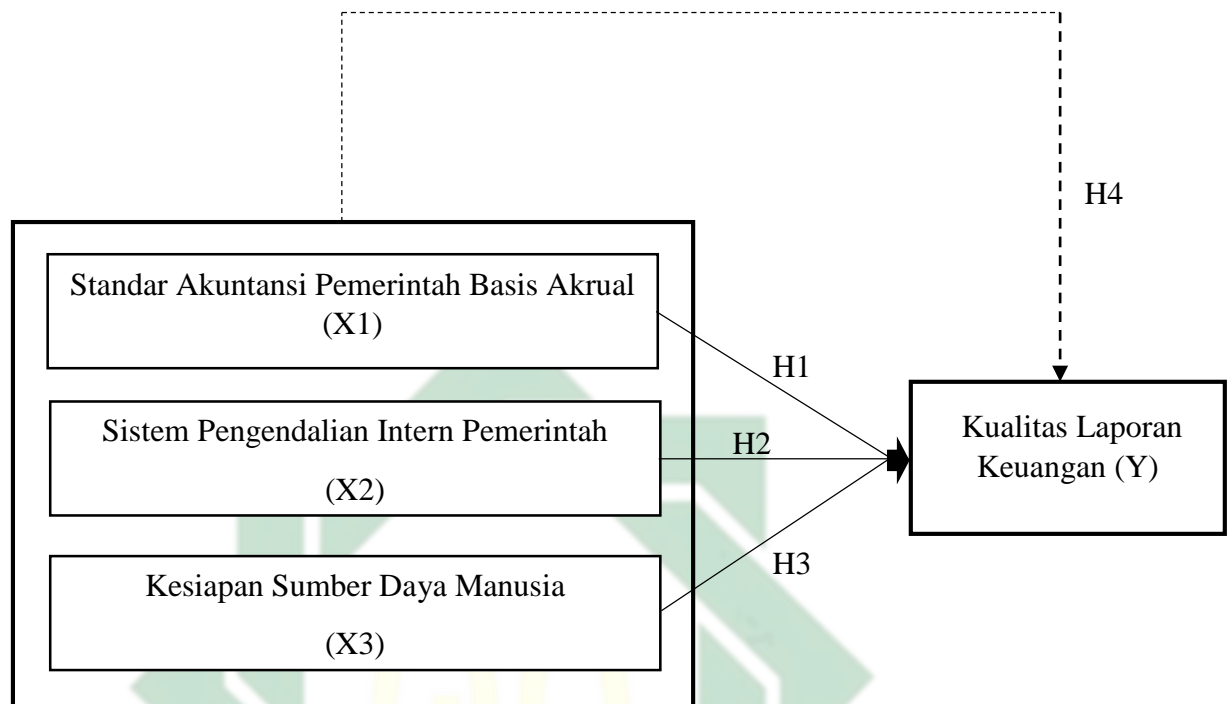 H4
Standar Akuntansi Pemerintah Basis Akrual
(X1)
H1
Sistem Pengendalian Intern Pemerintah
(X2)
H2
Kualitas Laporan
Keuangan (Y)
Kesiapan Sumber Daya Manusia
(X3)
H3